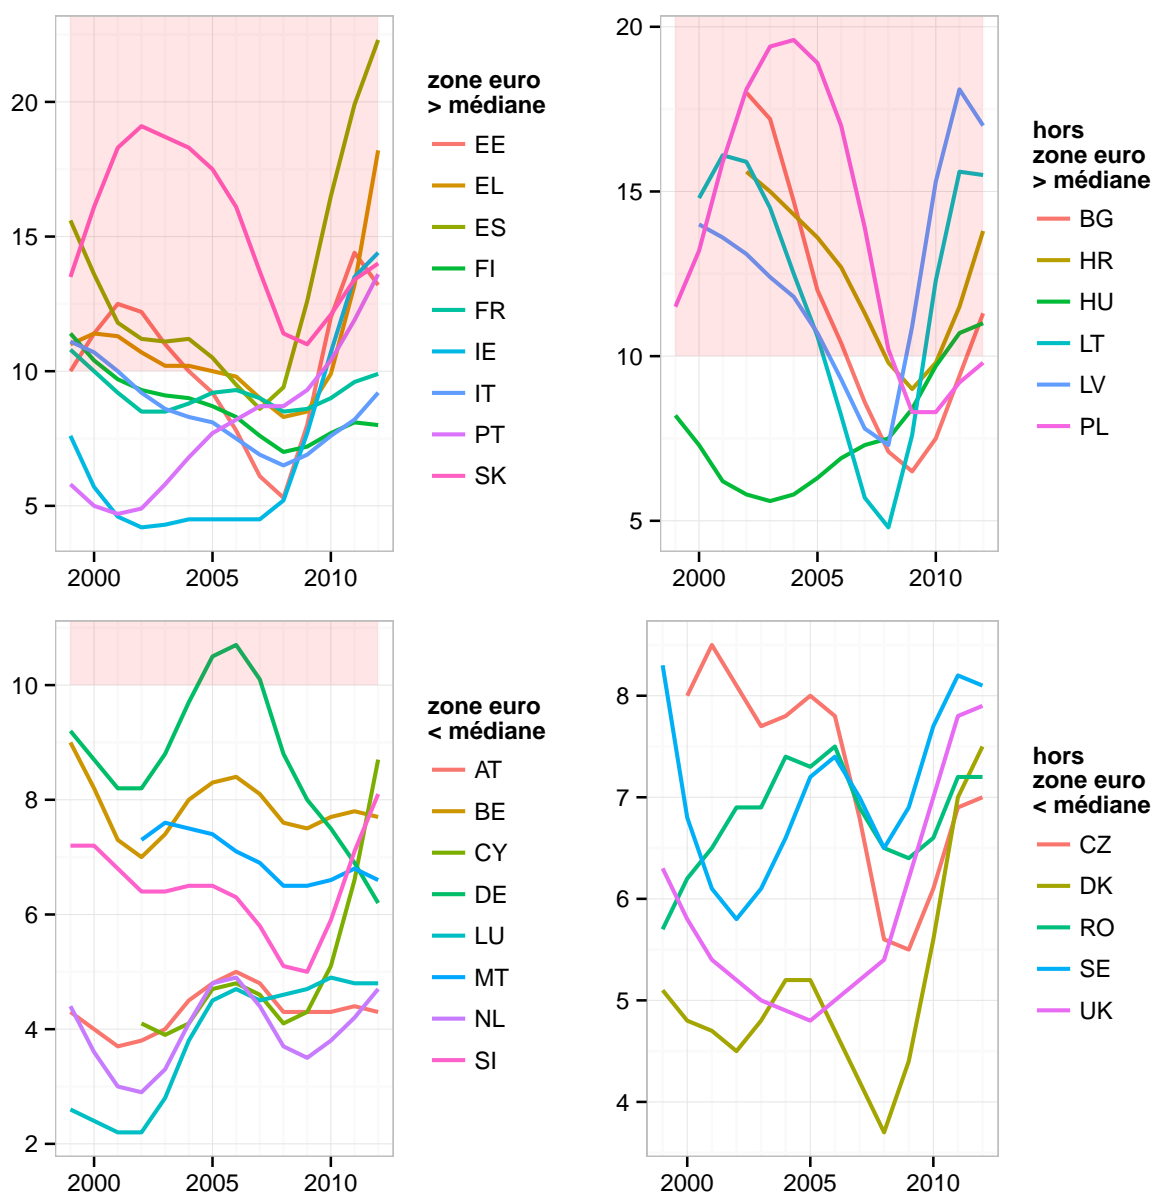 20
15
10
5
2000
2005
2010
zone euro
> médiane
EE
EL
ES
FI
FR
IE
IT
PT
SK
20
15
10
5
2000
2005
2010
hors
zone euro
> médiane
BG
HR
HU
LT
LV
PL
10
8
6
4
2
2000
2005
2010
zone euro
< médiane
AT
BE
CY
DE
LU
MT
NL
SI
8
7
6
5
4
2000
2005
2010
hors
zone euro
< médiane
CZ
DK
RO
SE
UK